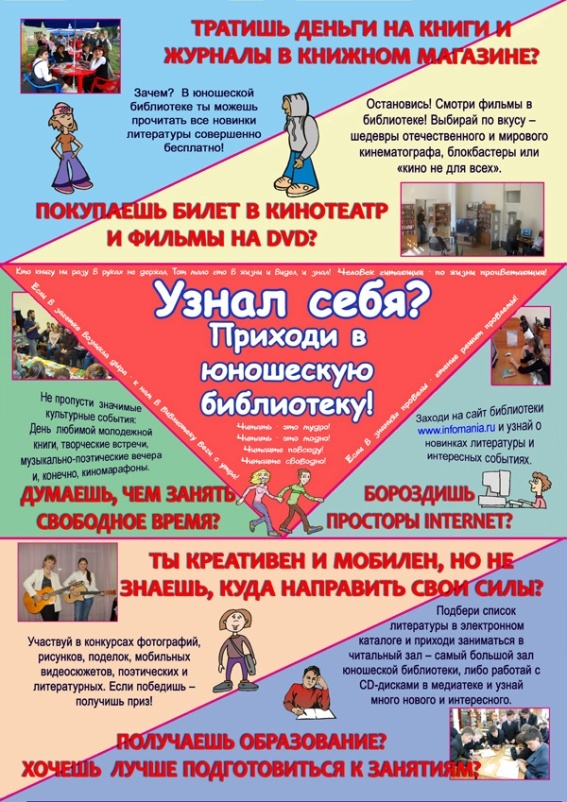 ТРАТИШЬ ДЕНЬГИ НА КНИГИ И
ЖУРНАЛЫ В КНИЖНОМ МАГАЗИНЕ?
Зачем? В юношеской
библиотеке ты можешь
прочитать все новинки
литературы совершенно
бесплатно!
Остановись! Смотри фильмы в
библиотеке! Выбирай по вкусу –
шедевры отечественного и мирового
кинематографа, блокбастеры или
«кино не для всех».
ПОКУПАЕШЬ БИЛЕТ В КИНОТЕАТР
И ФИЛЬМЫ НА DVD?
Кто книгу ни разу в руках не держал, Тот мало что в жизни и видел, и знал! Человек читающий - по жизни процветающий!
Если в знаниях возникла дыра - к нам в библиотеку беги с утра!
Если в знаниях пробелы - чтение решит проблемы!
Узнал себя?
Приходи в
юношескую
библиотеку!
Читать - это мудро!
Читать - это модно!
Читайте повсюду!
Читайте свободно!
Не пропусти значимые
культурные события:
День любимой молодежной
книги, творческие встречи,
музыкально-поэтические вечера
и, конечно, киномарафоны.
ДУМАЕШЬ, ЧЕМ ЗАНЯТЬ
СВОБОДНОЕ ВРЕМЯ?
Заходи на сайт библиотеки
www.infomania.ru и узнай о
новинках литературы и
интересных событиях.
БОРОЗДИШЬ
ПРОСТОРЫ INTERNET?
ТЫ КРЕАТИВЕН И МОБИЛЕН, НО НЕ
ЗНАЕШЬ, КУДА НАПРАВИТЬ СВОИ СИЛЫ?
Участвуй в конкурсах фотографий,
рисунков, поделок, мобильных
видеосюжетов, поэтических и
литературных. Если победишь –
получишь приз!
Подбери список
литературы в электронном
каталоге и приходи заниматься в
читальный зал – самый большой зал
юношеской библиотеки, либо работай с
CD-дисками в медиатеке и узнай
много нового и интересного.
ПОЛУЧАЕШЬ ОБРАЗОВАНИЕ?
ХОЧЕШЬ ЛУЧШЕ ПОДГОТОВИТЬСЯ К ЗАНЯТИЯМ?